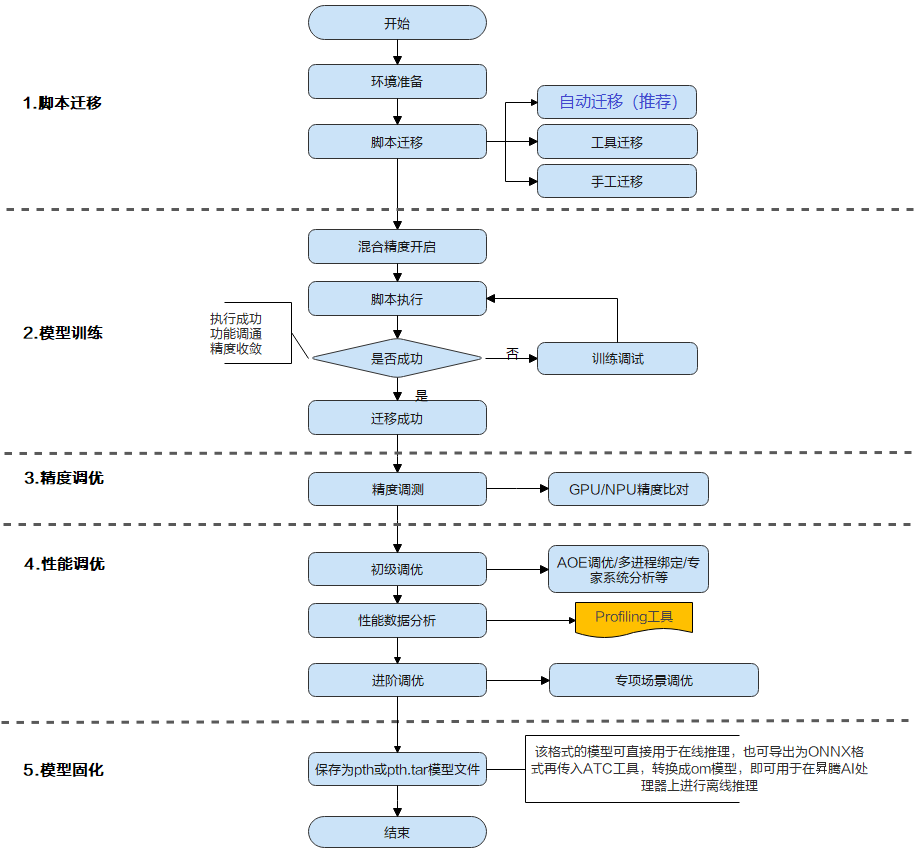 开始
环境准备
1.脚本迁移
自动迁移（推荐）
脚本迁移
工具迁移
手工迁移
混合精度开启
脚本执行
2.模型训练
执行成功
功能调通
精度收敛
是否成功
否
训练调试
是
迁移成功
3.精度调优
精度调测
GPU/NPU精度比对
4.性能调优
初级调优
AOE调优/多进程绑定/专
家系统分析等
性能数据分析
Profiling工具
进阶调优
专项场景调优
5.模型固化
保存为pth或pth.tar模型文件
该格式的模型可直接用于在线推理，也可导出为ONNX格
式再传入ATC工具，转换成om模型，即可用于在昇腾AI处
理器上进行离线推理
结束